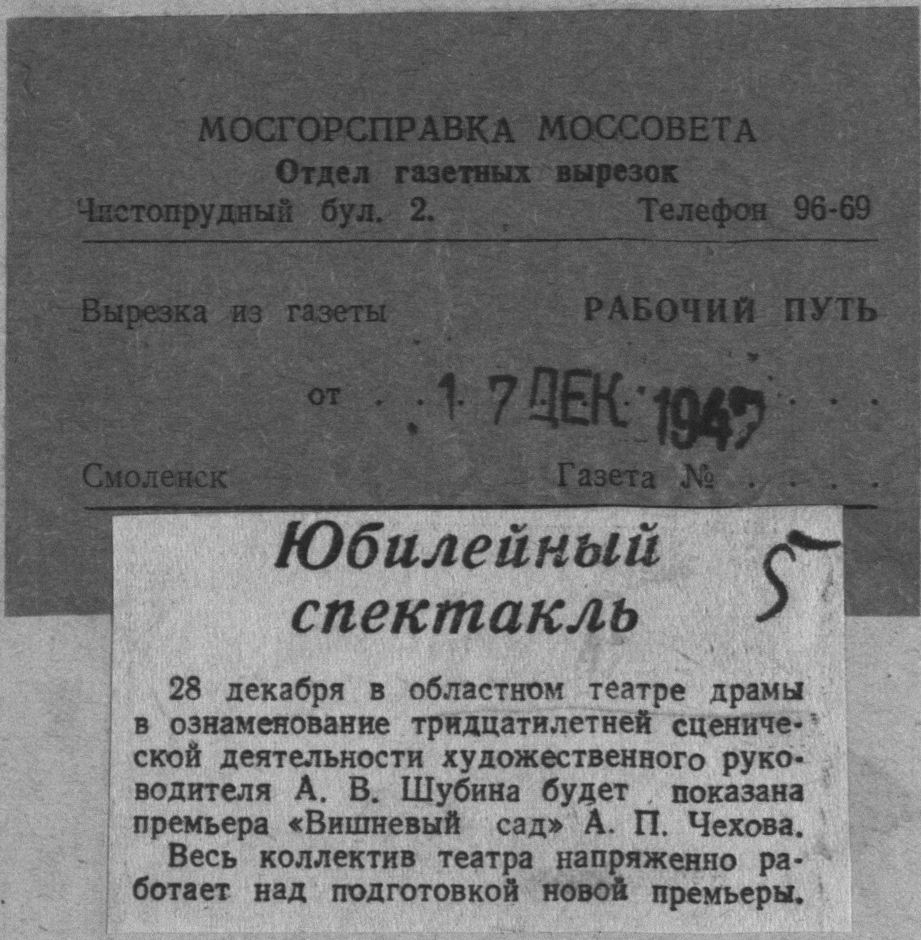 МОСГОРСПРАВКА МОССОВЕТА
Отдел газетных вырезок
Чистопрудный бул. 2. Телефон 96-69
Вырезка из газеты РАБОЧИЙ ПУТЬ
от . . 17 ДЕК 1947 . . .
Смоленск Газета № . . . .
Юбилейный
спектакль
5
28 декабря в областном театре драмы
в ознаменование тридцатилетней сцениче-
ской деятельности художественного руко-
водителя А. В. Шубина будет показана
премьера «Вишневый сад» А. П. Чехова.
Весь коллектив театра напряженно ра-
ботает над подготовкой новой премьеры.